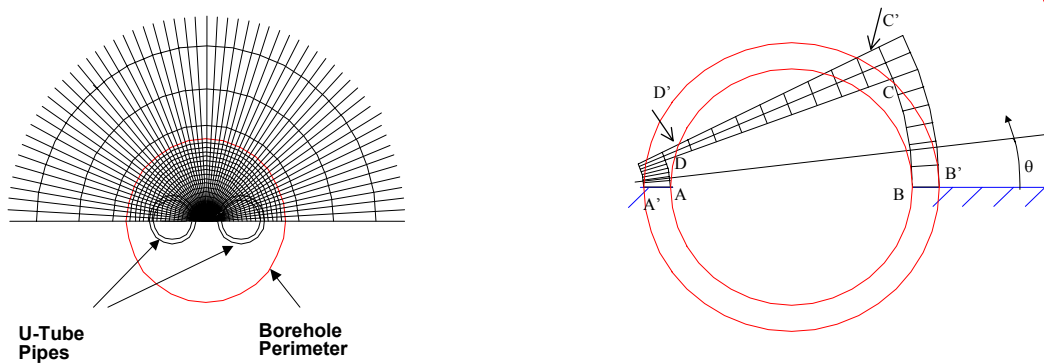 U-Tube
Pipes
Borehole
Perimeter
C’
D’
C
D
A’
A
B
B’
θ